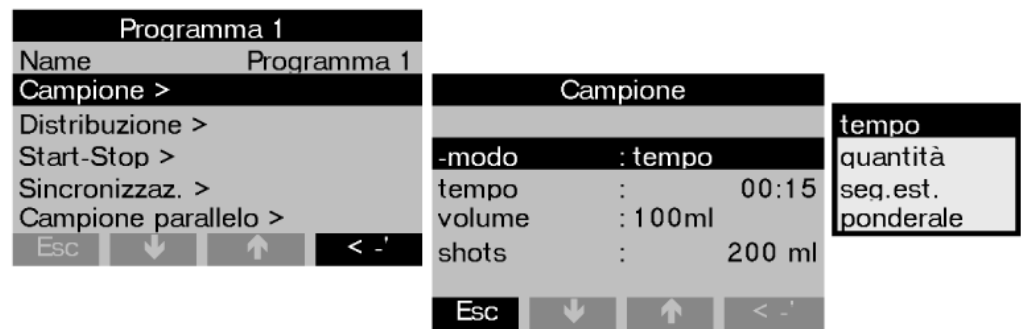 Programma 1
Name Programma 1
Campione >
Distribuzione >
Start-Stop >
Sincronizzaz. >
Campione parallelo >
Esc < -'
Campione
-modo : tempo
tempo : 00:15
volume : 100ml
shots : 200 ml
Esc < -'
tempo
quantità
seg.est.
ponderale